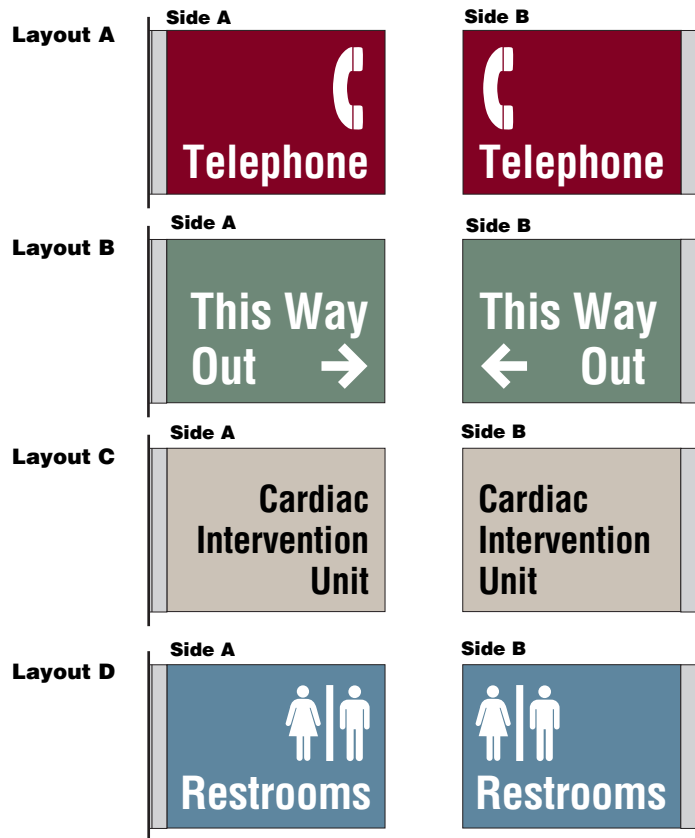 Layout A
Side A
Telephone
Side B
Telephone
Layout B
Side A
This Way
Out
Side B
This Way
Out
Layout C
Side A
Cardiac
Intervention
Unit
Side B
Cardiac
Intervention
Unit
Layout D
Side A
Restrooms
Side B
Restrooms